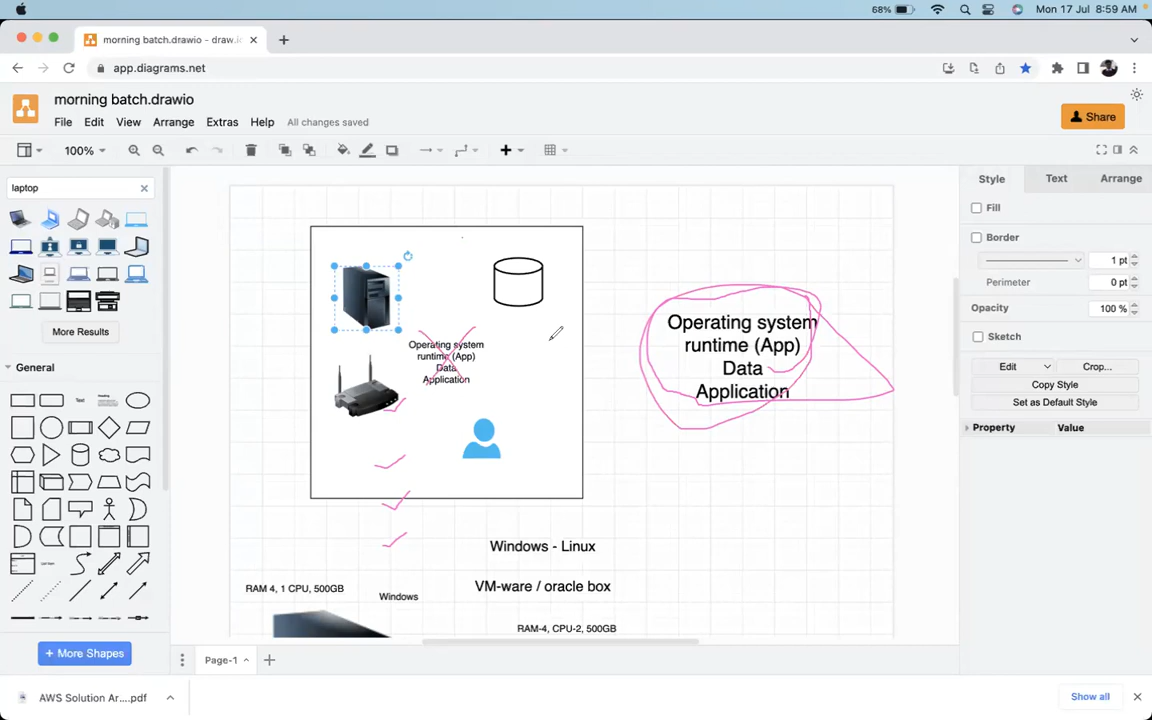 68%
Mon 17 Jul 8:59 AM
morning batch.drawio - draw.i
app.diagrams.net
morning batch.drawio
File Edit View Arrange Extras Help All changes saved
Share
100%
laptop
More Results
General
Text
Heading
List Item
More Shapes
Operating system
runtime (App)
Data
Application
Operating system
runtime (App)
Data
Application
Windows - Linux
VM-ware / oracle box
RAM 4, 1 CPU, 500GB
Windows
RAM-4, CPU-2, 500GB
Style Text Arrange
Fill
Border
1 pt
Perimeter 0 pt
Opacity 100 %
Sketch
Edit Crop...
Copy Style
Set as Default Style
Property Value
Page-1
AWS Solution Ar....pdf
Show all